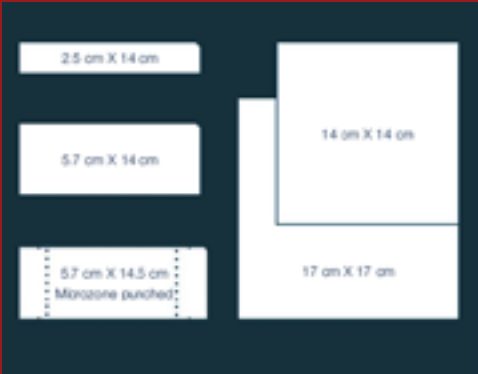 2.5 cm X 14 cm
5.7 cm X 14 cm
5.7 cm X 14.5 cm
Microzone punched
14 cm X 14 cm
17 cm X 17 cm